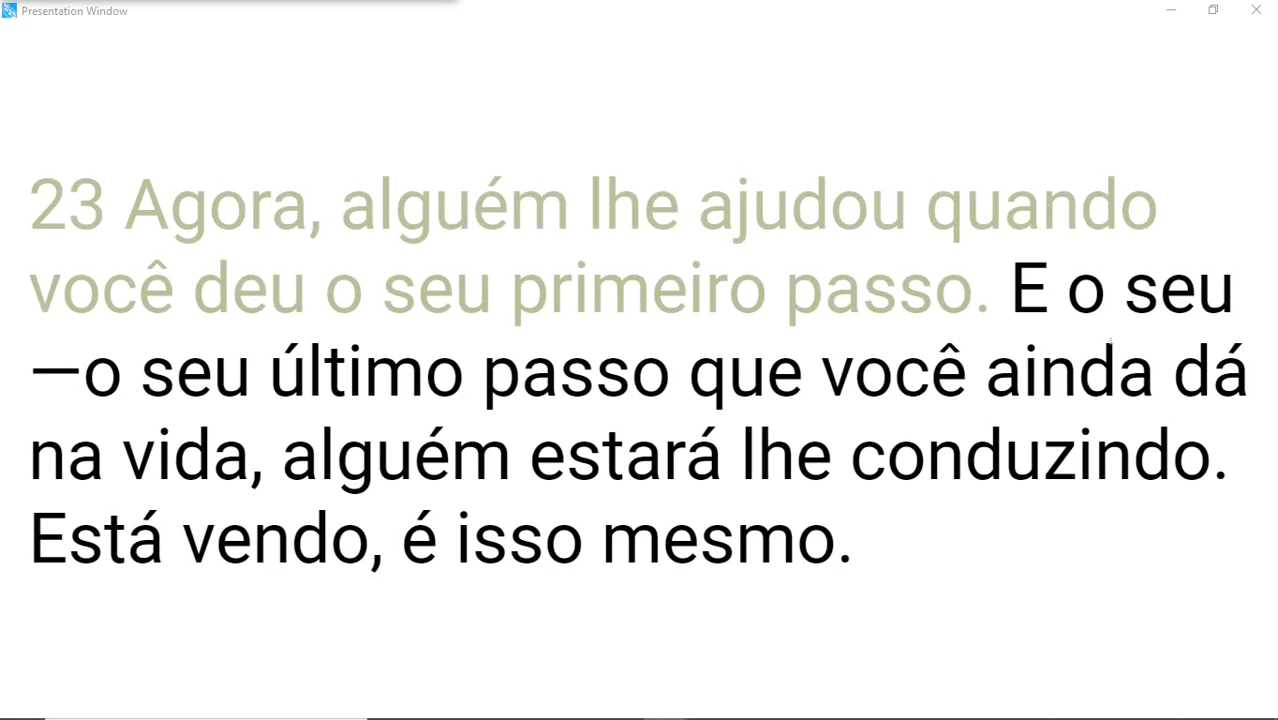 Presentation Window
23 Agora, alguém lhe ajudou quando
você deu o seu primeiro passo. E o seu
—o seu último passo que você ainda dá
na vida, alguém estará lhe conduzindo.
Está vendo, é isso mesmo.